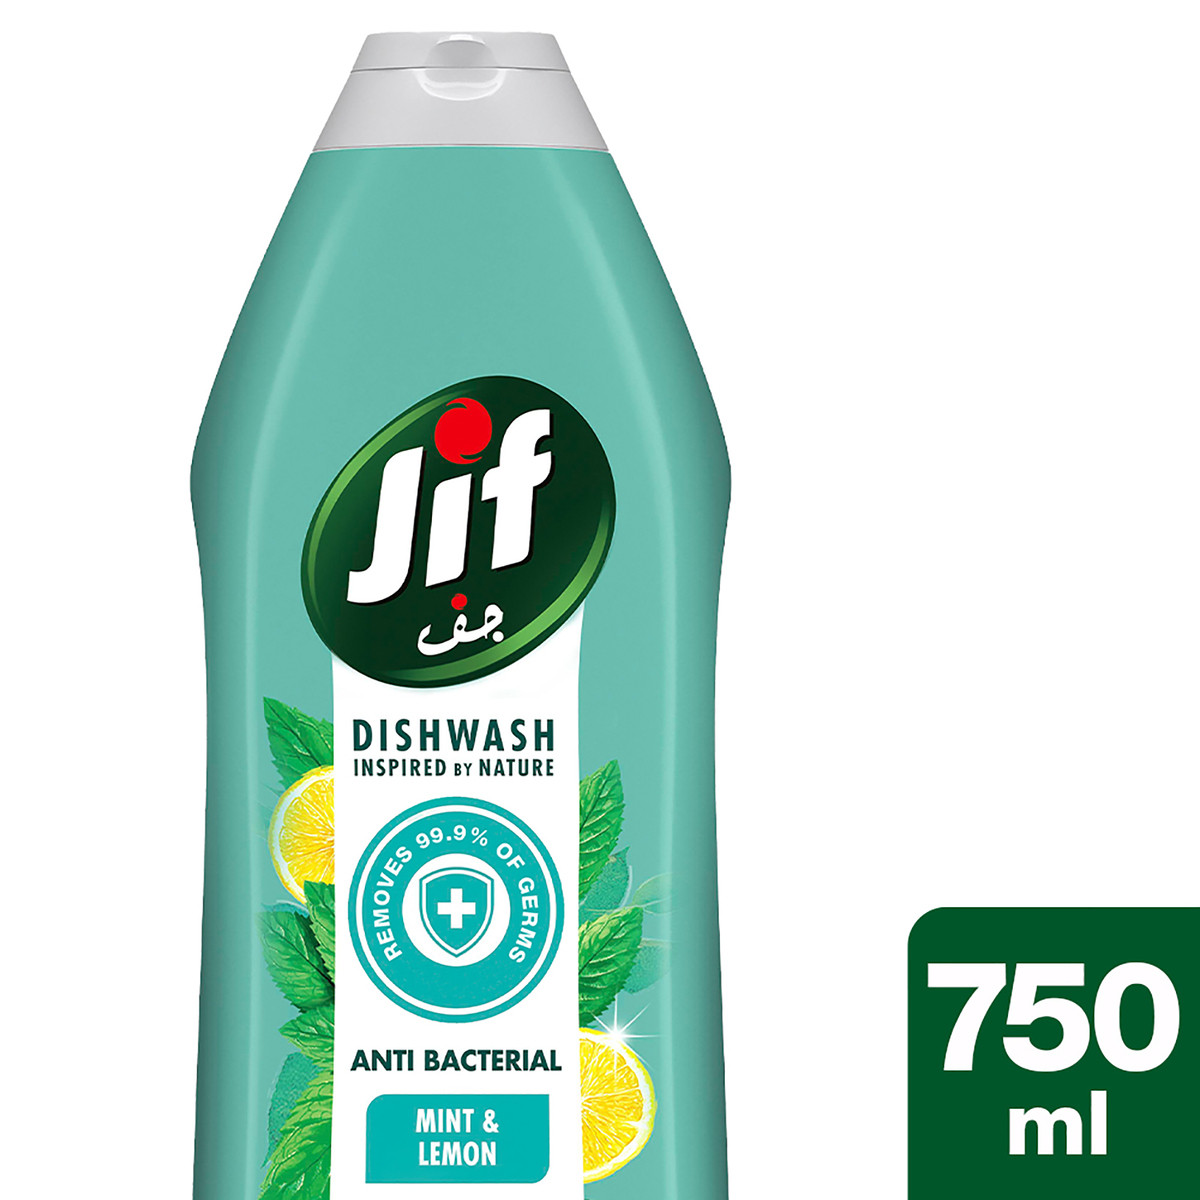 Jif
جف
DISHWASH
INSPIRED BY NATURE
REMOVES 99.9% OF GERMS
ANTI BACTERIAL
MINT &
LEMON
750
ml